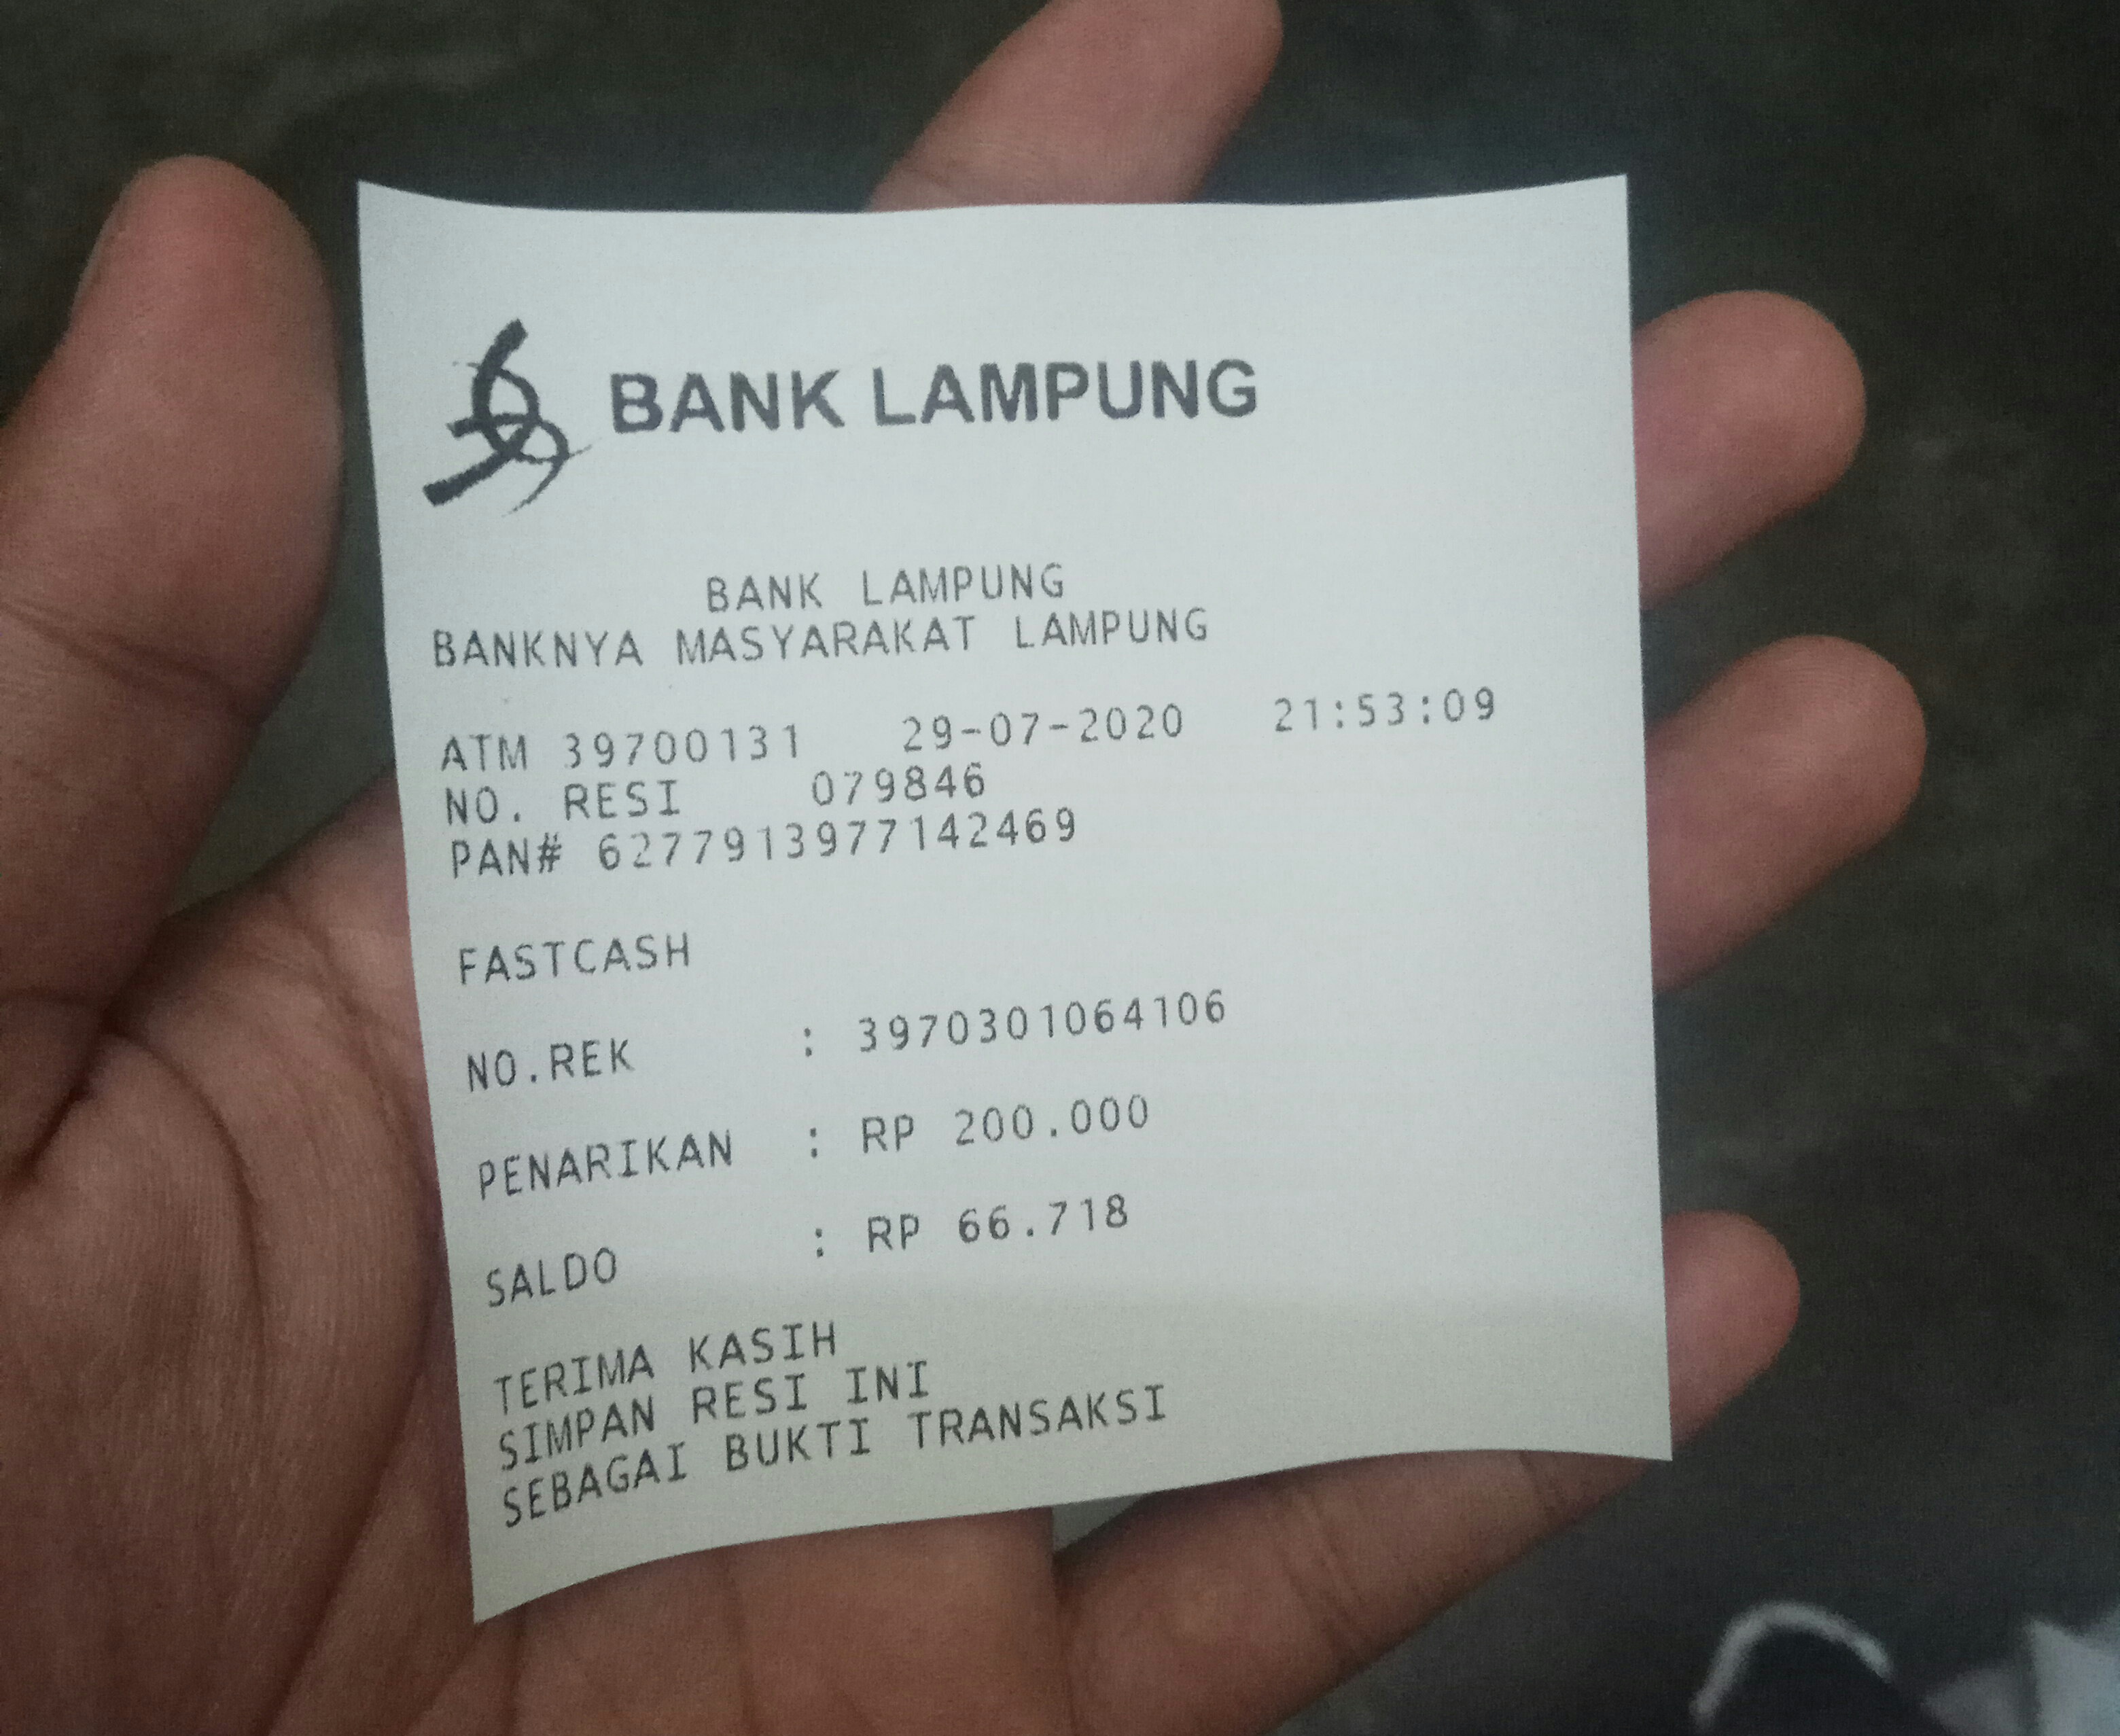 BANK LAMPUNG
BANK LAMPUNG
BANKNYA MASYARAKAT LAMPUNG
ATM 39700131 29-07-2020 21:53:09
NO. RESI 079846
PAN# 6277913977142469
FASTCASH
NO.REK : 3970301064106
PENARIKAN : RP 200.000
SALDO : RP 66.718
TERIMA KASIH
SIMPAN RESI INI
SEBAGAI BUKTI TRANSAKSI